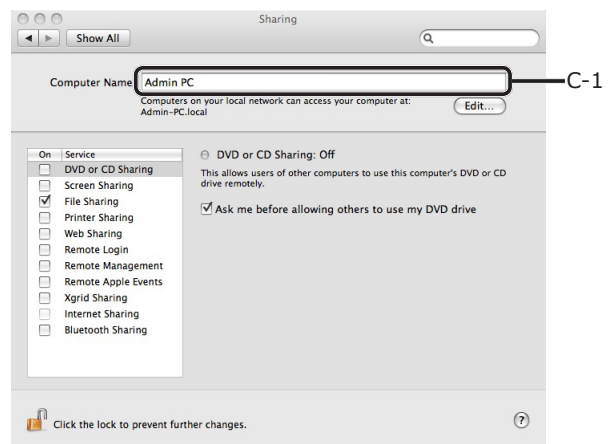 Sharing
Show All
Computer Name: Admin PC
C-1
Computers on your local network can access your computer at:
Admin-PC.local
Edit...
On Service
DVD or CD Sharing
Screen Sharing
File Sharing
Printer Sharing
Web Sharing
Remote Login
Remote Management
Remote Apple Events
Xgrid Sharing
Internet Sharing
Bluetooth Sharing
DVD or CD Sharing: Off
This allows users of other computers to use this computer's DVD or CD
drive remotely.
Ask me before allowing others to use my DVD drive
Click the lock to prevent further changes.
?